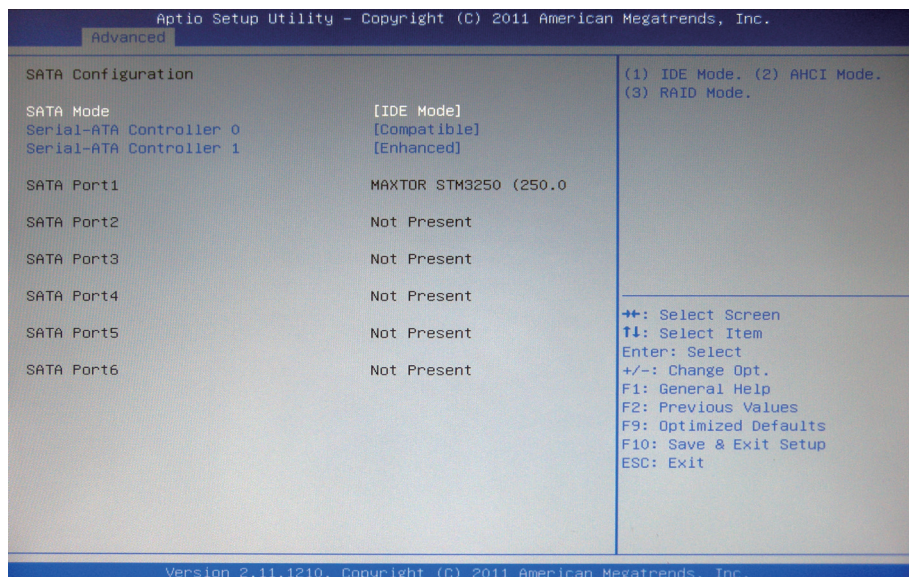 Aptio Setup Utility – Copyright (C) 2011 American Megatrends, Inc.
Advanced
SATA Configuration
SATA Mode [IDE Mode]
Serial-ATA Controller 0 [Compatible]
Serial-ATA Controller 1 [Enhanced]
SATA Port1 MAXTOR STM3250 (250.0
SATA Port2 Not Present
SATA Port3 Not Present
SATA Port4 Not Present
SATA Port5 Not Present
SATA Port6 Not Present
(1) IDE Mode. (2) AHCI Mode.
(3) RAID Mode.
→←: Select Screen
↑↓: Select Item
Enter: Select
+/-: Change Opt.
F1: General Help
F2: Previous Values
F9: Optimized Defaults
F10: Save & Exit Setup
ESC: Exit
Version 2.11.1210. Copyright (C) 2011 American Megatrends, Inc.